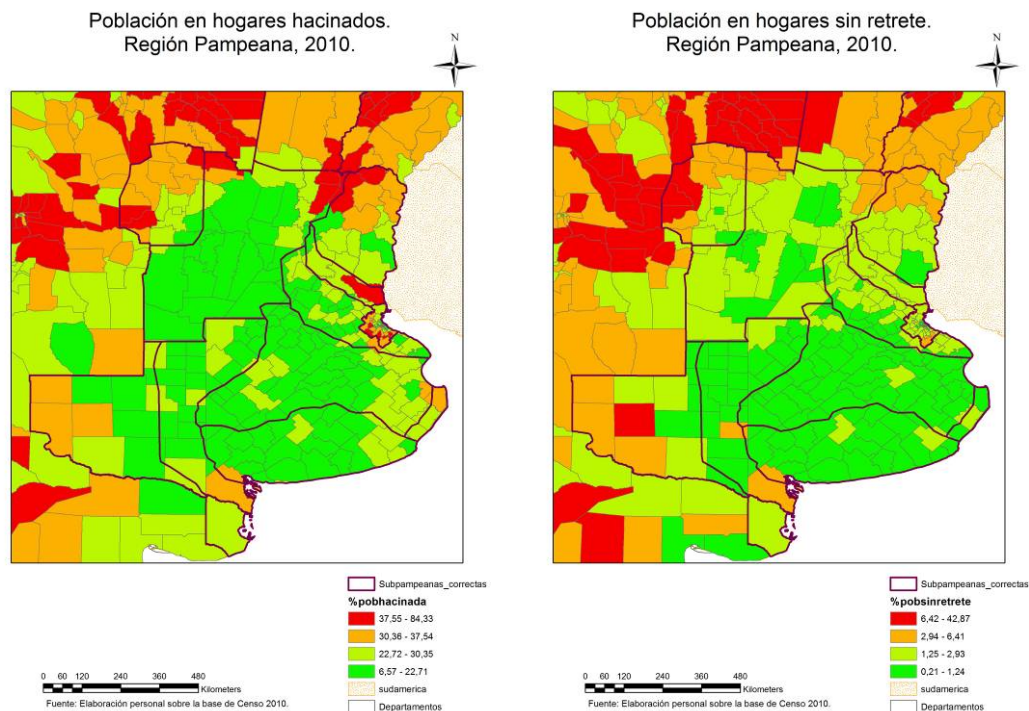 Población en hogares hacinados.
Región Pampeana, 2010.
N
Subpampeanas_correctas
%pobhacinada
37,55 - 84,33
30,36 - 37,54
22,72 - 30,35
6,57 - 22,71
sudamerica
Departamentos
0 60 120 240 360 480
Kilometers
Fuente: Elaboración personal sobre la base de Censo 2010.
Población en hogares sin retrete.
Región Pampeana, 2010.
N
Subpampeanas_correctas
%pobsinretrete
6,42 - 42,87
2,94 - 6,41
1,25 - 2,93
0,21 - 1,24
sudamerica
Departamentos
0 60 120 240 360 480
Kilometers
Fuente: Elaboración personal sobre la base de Censo 2010.